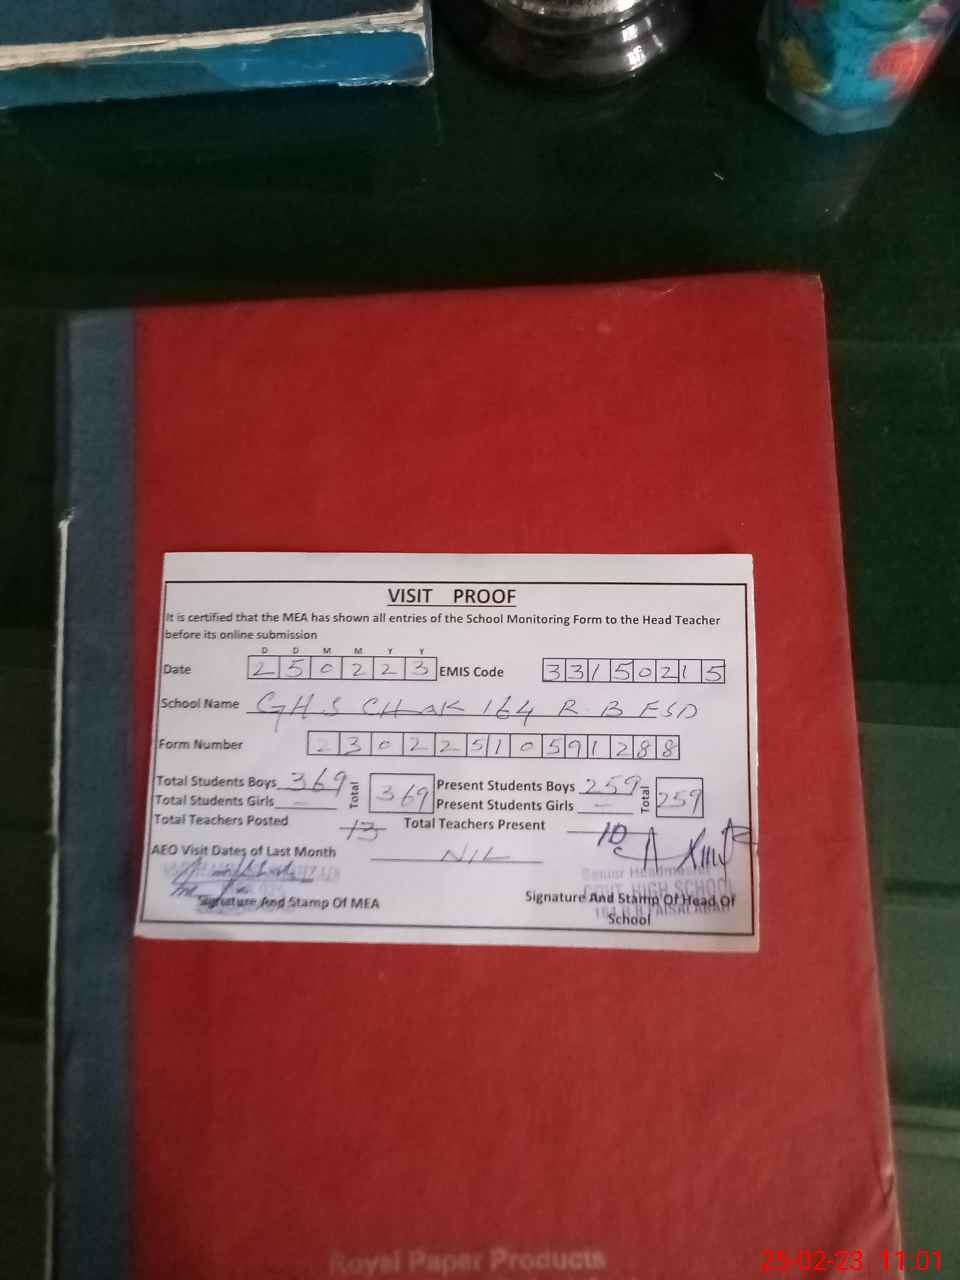 VISIT PROOF
It is certified that the MEA has shown all entries of the School Monitoring Form to the Head Teacher
before its online submission
D D M M Y Y
Date 2 5 0 2 2 3 EMIS Code 3 3 1 5 0 2 1 5
School Name GHS CHAK 164 R.B FSD
Form Number 2 3 0 2 2 5 1 0 5 9 1 2 8 8
Total Students Boys 369 Total 369 Present Students Boys 259 Total 259
Total Students Girls — Present Students Girls —
Total Teachers Posted 13 Total Teachers Present 10
AEO Visit Dates of Last Month NIL
Senior Headmaster
GOVT. HIGH SCHOOL
164 R.B FAISALABAD
Signature And Stamp Of MEA Signature And Stamp Of Head Of
School
Royal Paper Products
25-02-23 11:01